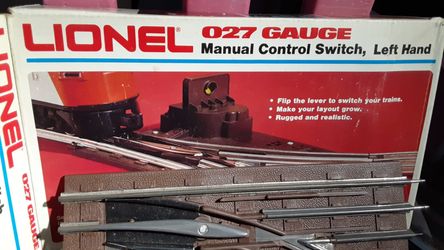 LIONEL 027 GAUGE
Manual Control Switch, Left Hand
• Flip the lever to switch your trains.
• Make your layout grow.
• Rugged and realistic.
LIONEL
027 GAUGE